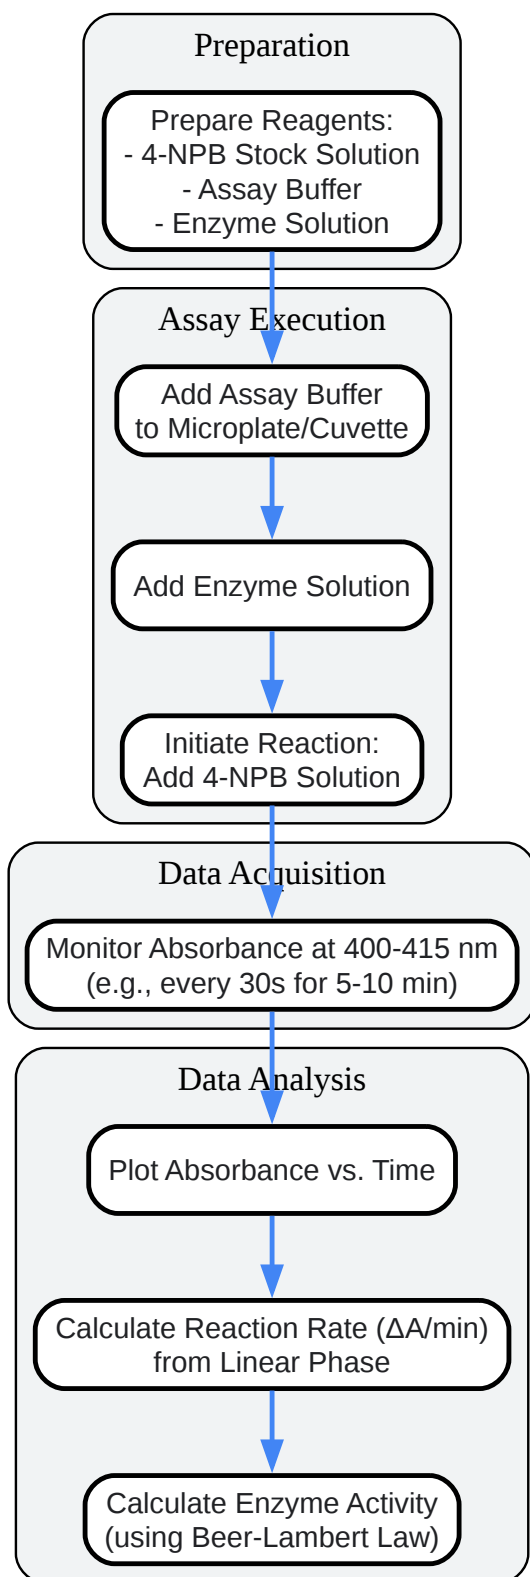 Preparation
Prepare Reagents:
- 4-NPB Stock Solution
- Assay Buffer
- Enzyme Solution
Assay Execution
Add Assay Buffer
to Microplate/Cuvette
Add Enzyme Solution
Initiate Reaction:
Add 4-NPB Solution
Data Acquisition
Monitor Absorbance at 400-415 nm
(e.g., every 30s for 5-10 min)
Data Analysis
Plot Absorbance vs. Time
Calculate Reaction Rate (ΔA/min)
from Linear Phase
Calculate Enzyme Activity
(using Beer-Lambert Law)